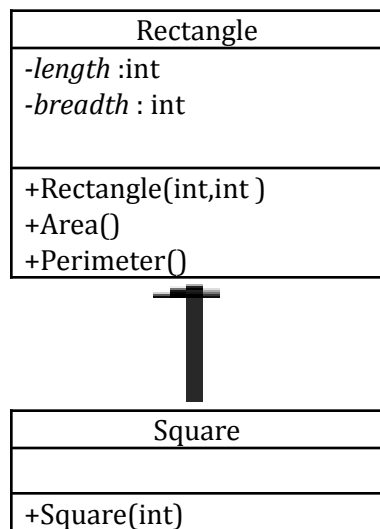 Rectangle
-length :int
-breadth : int
+Rectangle(int,int )
+Area()
+Perimeter()
Square
+Square(int)